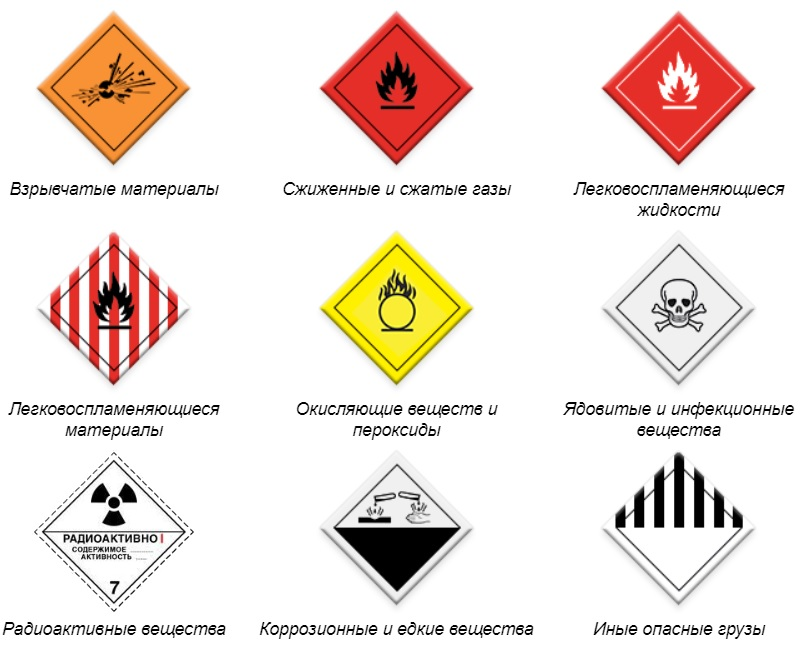 Взрывчатые материалы
Сжиженные и сжатые газы
Легковоспламеняющиеся
жидкости
Легковоспламеняющиеся
материалы
Окисляющие веществ и
пероксиды
Ядовитые и инфекционные
вещества
РАДИОАКТИВНО I
СОДЕРЖИМОЕ
АКТИВНОСТЬ
7
Радиоактивные вещества
Коррозионные и едкие вещества
Иные опасные грузы